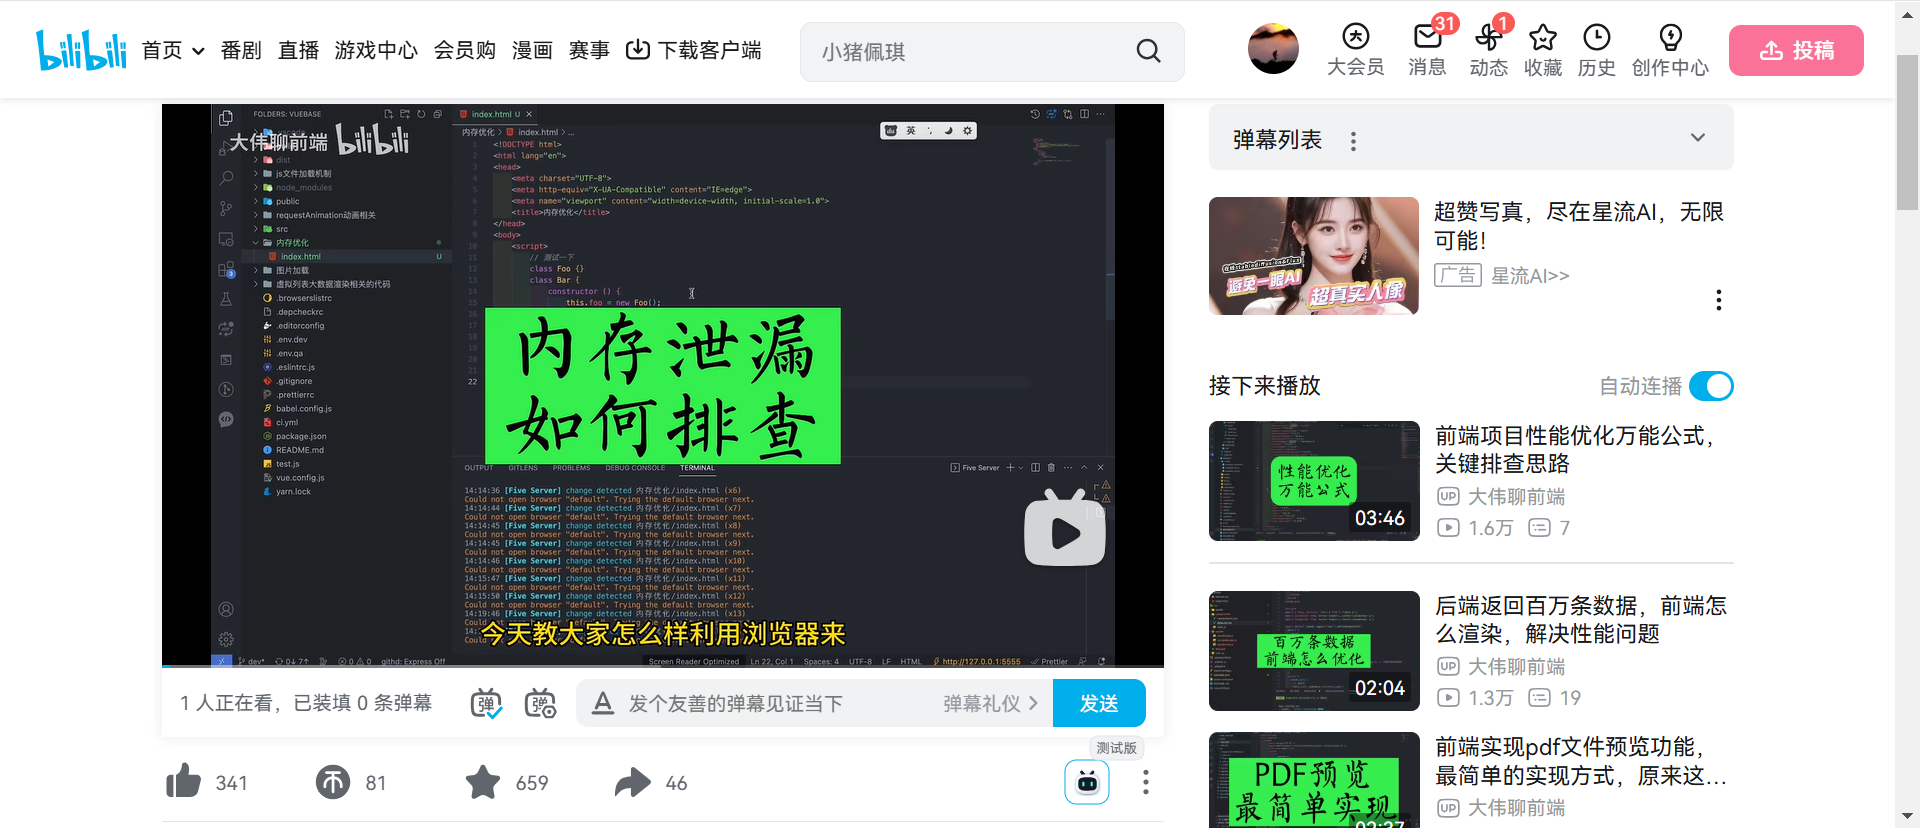 bilibili
首页
番剧
直播
游戏中心
会员购
漫画
赛事
下载客户端
小猪佩琪
大会员
31
消息
1
动态
收藏
历史
创作中心
投稿
大伟聊前端 bilibili
FOLDERS: VUEBASE
dist
js文件加载机制
node_modules
public
requestAnimation动画相关
src
内存优化
index.html U
图片加载
虚拟列表大数据渲染相关的代码
.browserslistrc
.depcheckrc
.editorconfig
.env.dev
.env.qa
.eslintrc.js
.gitignore
.prettierrc
babel.config.js
ci.yml
package.json
README.md
test.js
vue.config.js
yarn.lock
index.html U
内存优化 > index.html > ...
英
1 <!DOCTYPE html>
2 <html lang="en">
3 <head>
4 <meta charset="UTF-8">
5 <meta http-equiv="X-UA-Compatible" content="IE=edge">
6 <meta name="viewport" content="width=device-width, initial-scale=1.0">
7 <title>内存优化</title>
8 </head>
9 <body>
10 <script>
11 // 测试一下
12 class Foo {}
13 class Bar {
14 constructor () {
15 this.foo = new Foo();
16
17
18
19
20
21
22
内存泄漏
如何排查
OUTPUT GITLENS PROBLEMS DEBUG CONSOLE TERMINAL
Five Server
14:14:36 [Five Server] change detected 内存优化/index.html (x6)
Could not open browser "default". Trying the default browser next.
14:14:44 [Five Server] change detected 内存优化/index.html (x7)
Could not open browser "default". Trying the default browser next.
14:14:45 [Five Server] change detected 内存优化/index.html (x8)
Could not open browser "default". Trying the default browser next.
14:14:45 [Five Server] change detected 内存优化/index.html (x9)
Could not open browser "default". Trying the default browser next.
14:14:46 [Five Server] change detected 内存优化/index.html (x10)
Could not open browser "default". Trying the default browser next.
14:15:47 [Five Server] change detected 内存优化/index.html (x11)
Could not open browser "default". Trying the default browser next.
14:15:50 [Five Server] change detected 内存优化/index.html (x12)
Could not open browser "default". Trying the default browser next.
14:19:46 [Five Server] change detected 内存优化/index.html (x13)
今天教大家怎么样利用浏览器来
dev* 0↓ 7↑ 0 0 githd: Express Off
Screen Reader Optimized Ln 22, Col 1 Spaces: 4 UTF-8 LF HTML http://127.0.0.1:5555 Prettier
1 人正在看，已装填 0 条弹幕
弹
弹
发个友善的弹幕见证当下
弹幕礼仪
发送
341
81
659
46
测试版
弹幕列表
避免一眼AI
超真实人像
超赞写真，尽在星流AI，无限
可能！
广告 星流AI>>
接下来播放
自动连播
性能优化
万能公式
03:46
前端项目性能优化万能公式，
关键排查思路
UP 大伟聊前端
1.6万 7
百万条数据
前端怎么优化
02:04
后端返回百万条数据，前端怎
么渲染，解决性能问题
UP 大伟聊前端
1.3万 19
PDF预览
最简单实现
前端实现pdf文件预览功能，
最简单的实现方式，原来这...
UP 大伟聊前端